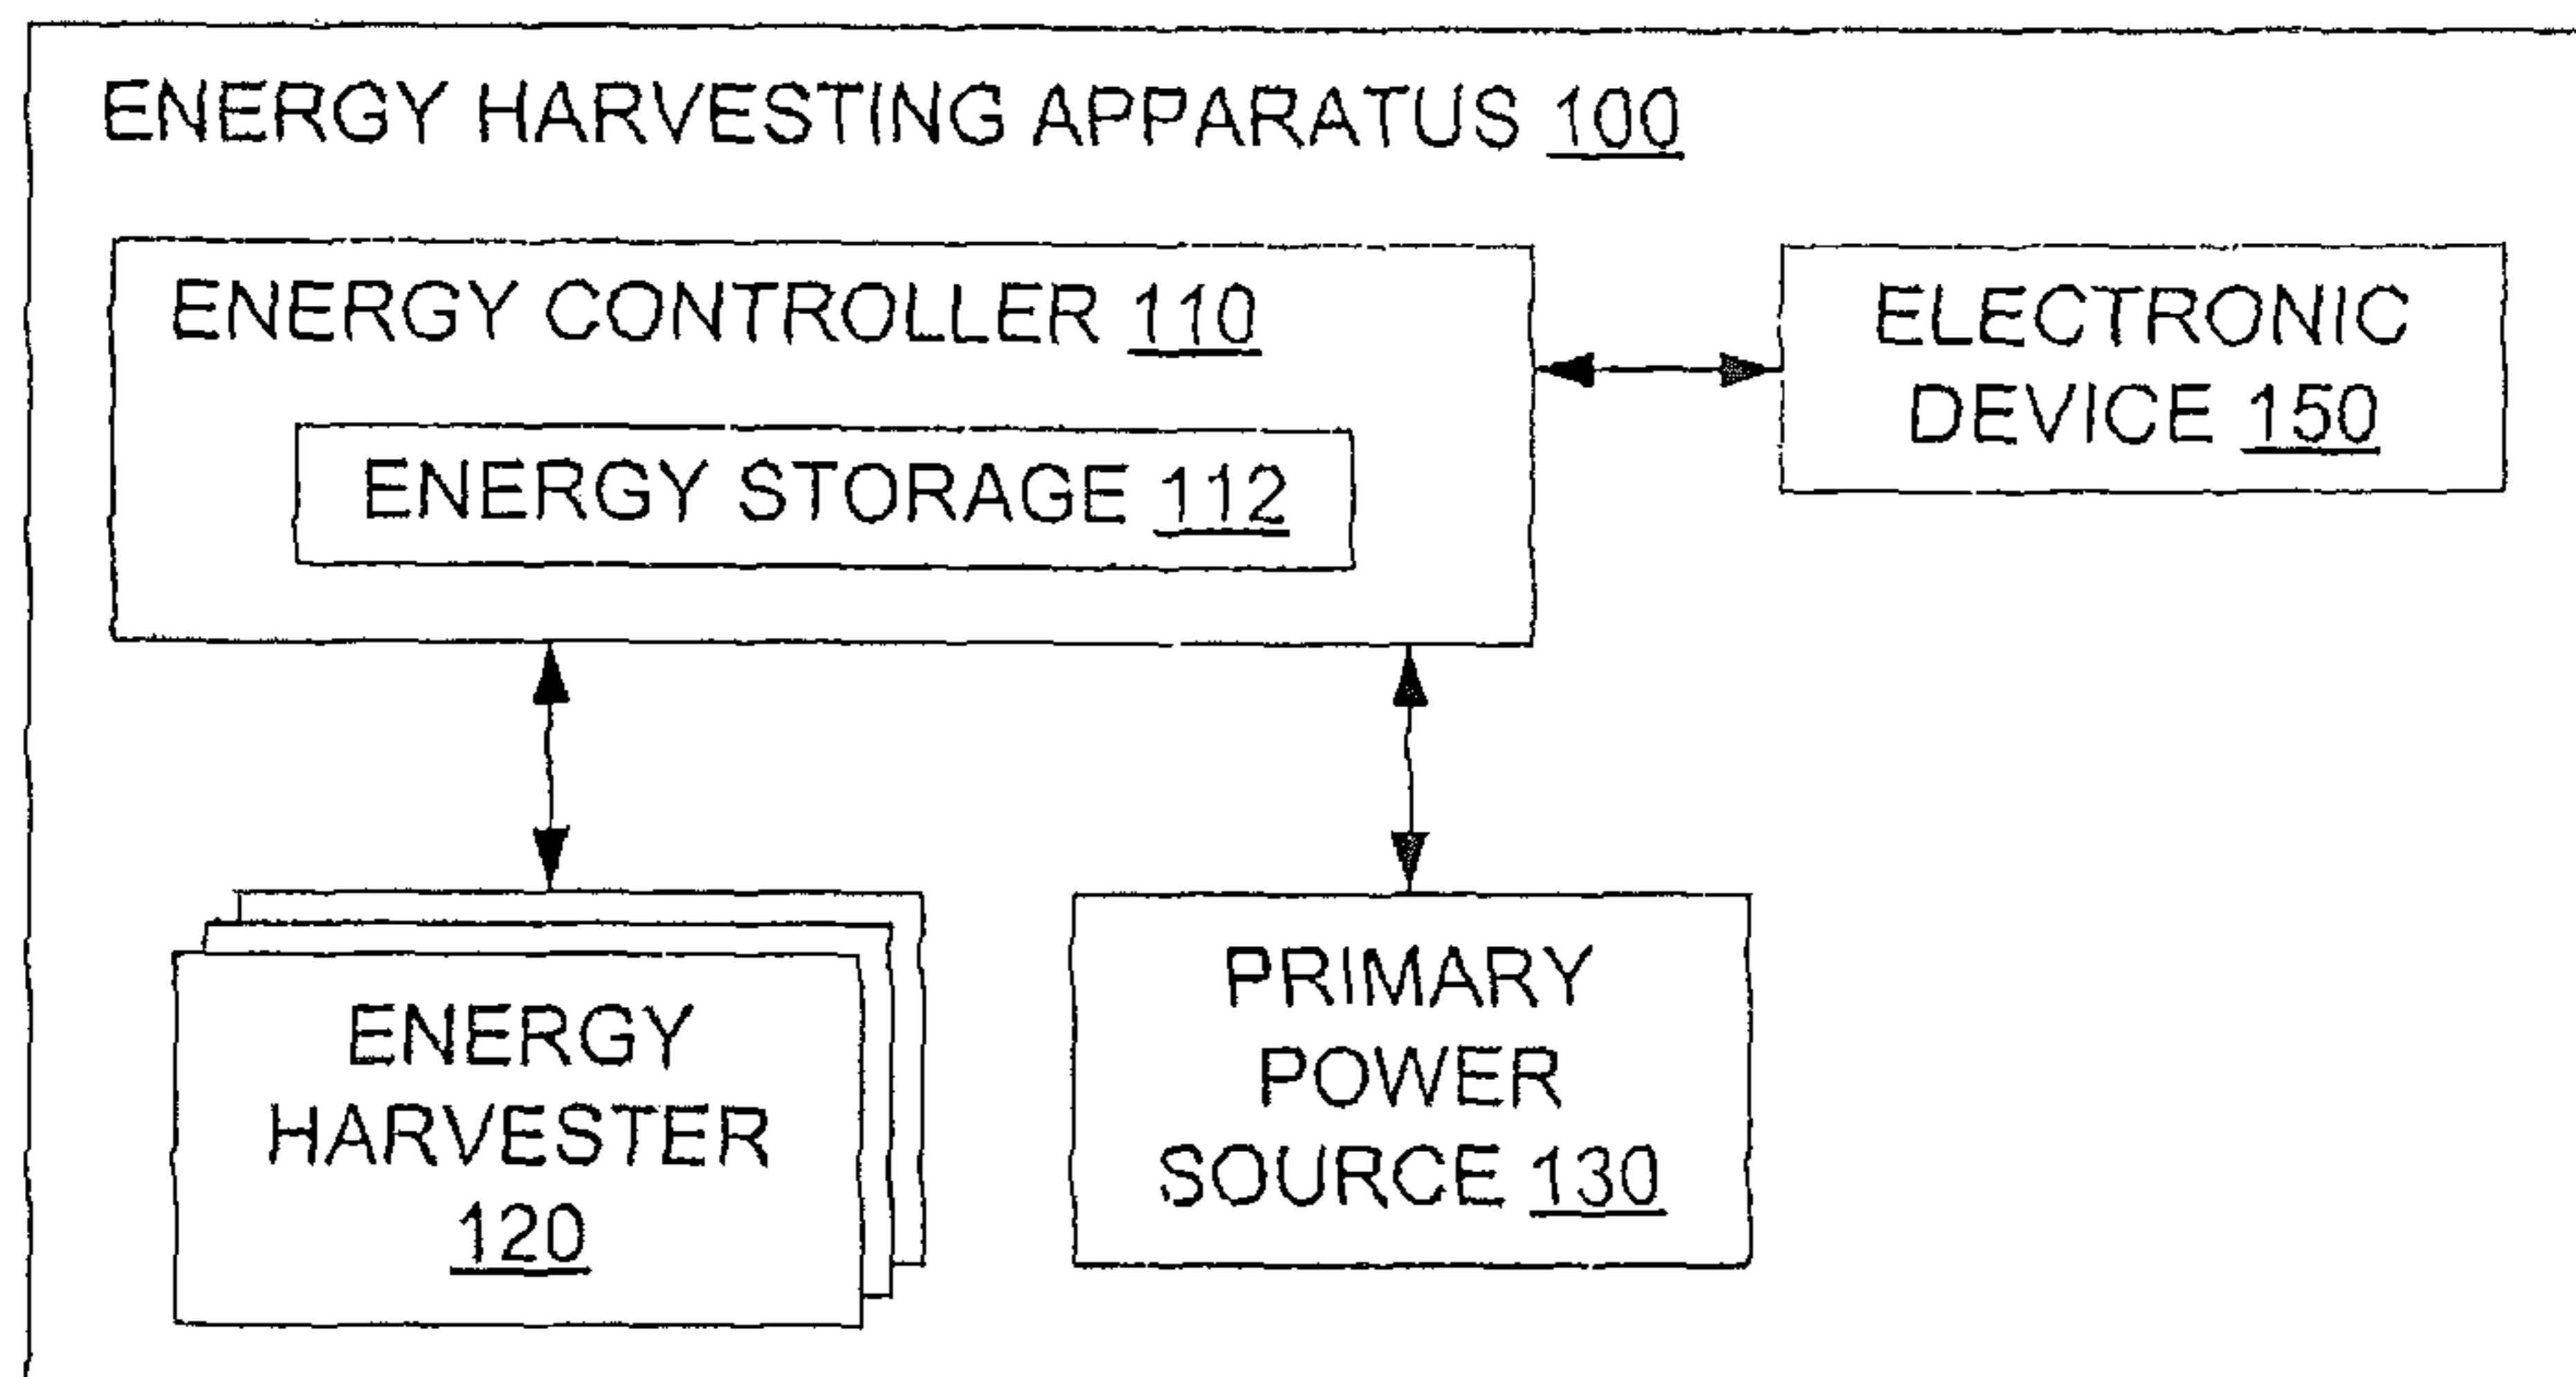 ENERGY HARVESTING APPARATUS 100
ENERGY CONTROLLER 110
ENERGY STORAGE 112
ELECTRONIC
DEVICE 150
ENERGY
HARVESTER
120
PRIMARY
POWER
SOURCE 130